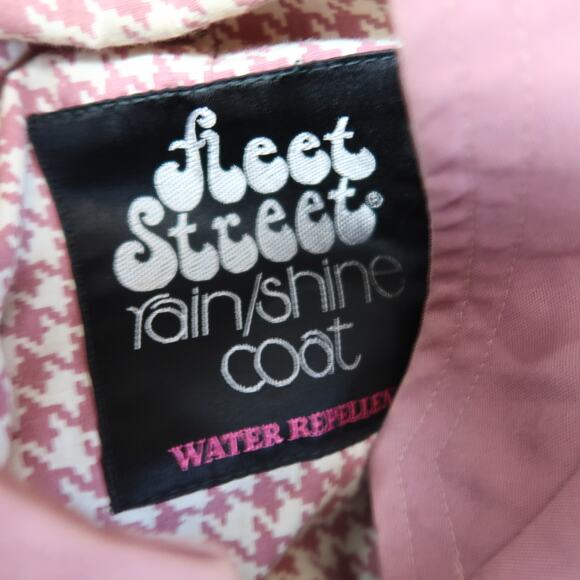 fleet
Street®
rain/shine
coat
WATER REPELLEN